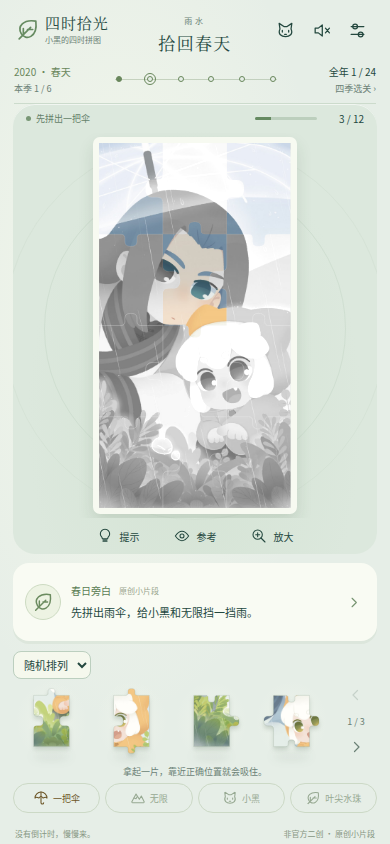 四时拾光
小黑的四时拼图
雨水
拾回春天
2020 · 春天
本季 1 / 6
全年 1 / 24
四季选关 ›
先拼出一把伞
3 / 12
提示
参考
放大
春日旁白 原创小片段
先拼出雨伞，给小黑和无限挡一挡雨。
随机排列
1 / 3
拿起一片，靠近正确位置就会吸住。
一把伞
无限
小黑
叶尖水珠
没有倒计时，慢慢来。
非官方二创 · 原创小片段